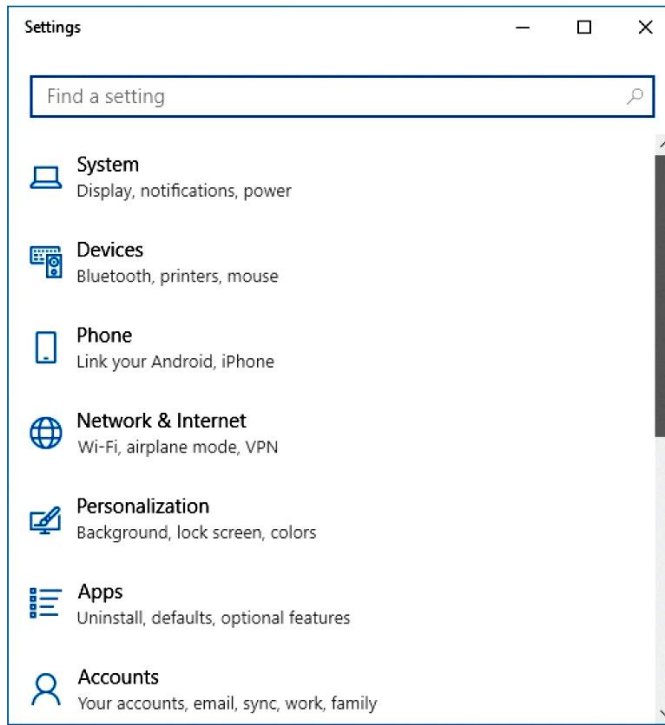 Settings
Find a setting
System
Display, notifications, power
Devices
Bluetooth, printers, mouse
Phone
Link your Android, iPhone
Network & Internet
Wi-Fi, airplane mode, VPN
Personalization
Background, lock screen, colors
Apps
Uninstall, defaults, optional features
Accounts
Your accounts, email, sync, work, family